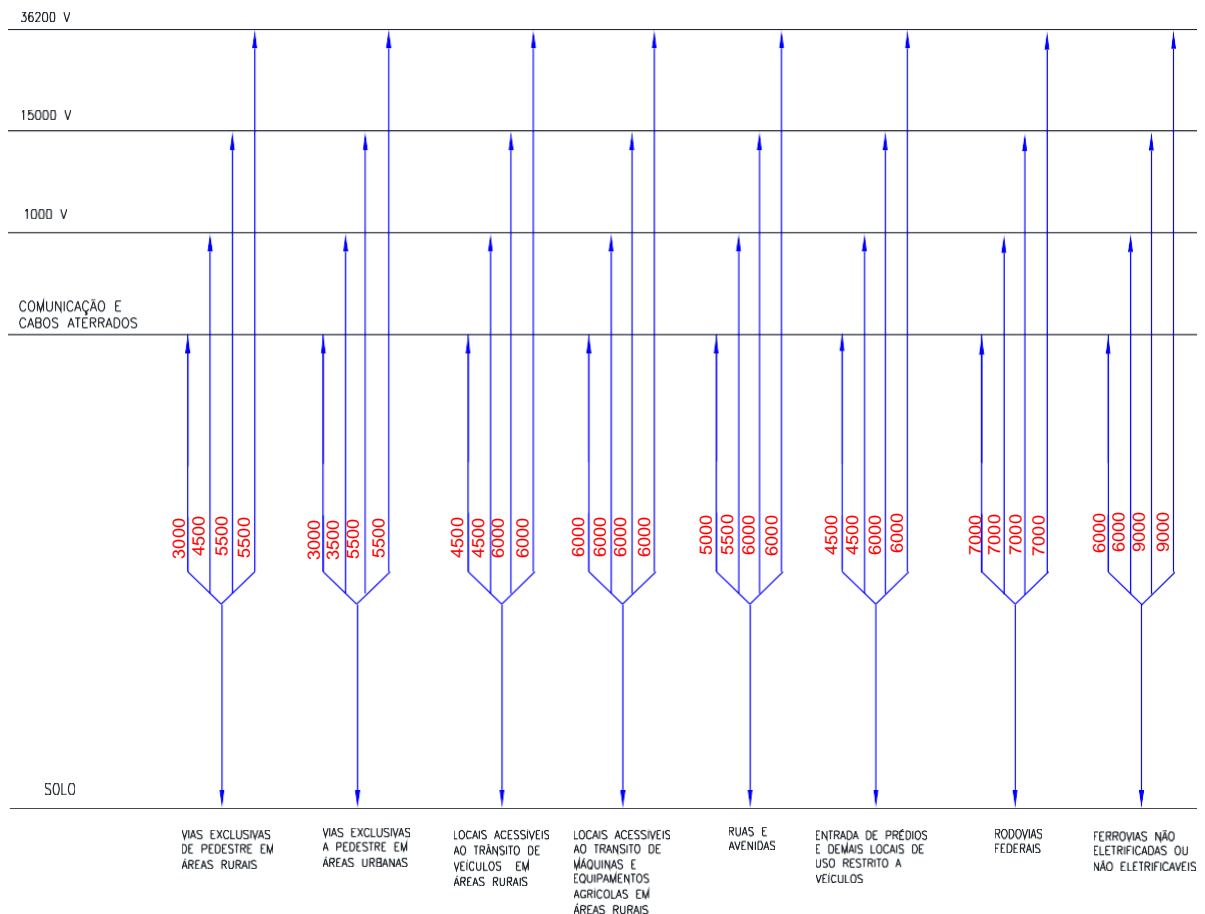 36200 V
15000 V
1000 V
COMUNICAÇÃO E
CABOS ATERRADOS
3000
4500
5500
5500
3000
3500
5500
5500
4500
4500
6000
6000
6000
6000
6000
6000
5000
5500
6000
6000
4500
4500
6000
6000
7000
7000
7000
7000
6000
6000
9000
9000
SOLO
VIAS EXCLUSIVAS
DE PEDESTRE EM
ÁREAS RURAIS
VIAS EXCLUSIVAS
A PEDESTRE EM
ÁREAS URBANAS
LOCAIS ACESSIVEIS
AO TRÂNSITO DE
VEÍCULOS EM
ÁREAS RURAIS
LOCAIS ACESSIVEIS
AO TRANSITO DE
MÁQUINAS E
EQUIPAMENTOS
AGRÍCOLAS EM
ÁREAS RURAIS
RUAS E
AVENIDAS
ENTRADA DE PRÉDIOS
E DEMAIS LOCAIS DE
USO RESTRITO A
VEÍCULOS
RODOVIAS
FEDERAIS
FERROVIAS NÃO
ELETRIFICADAS OU
NÃO ELETRIFICAVEIS